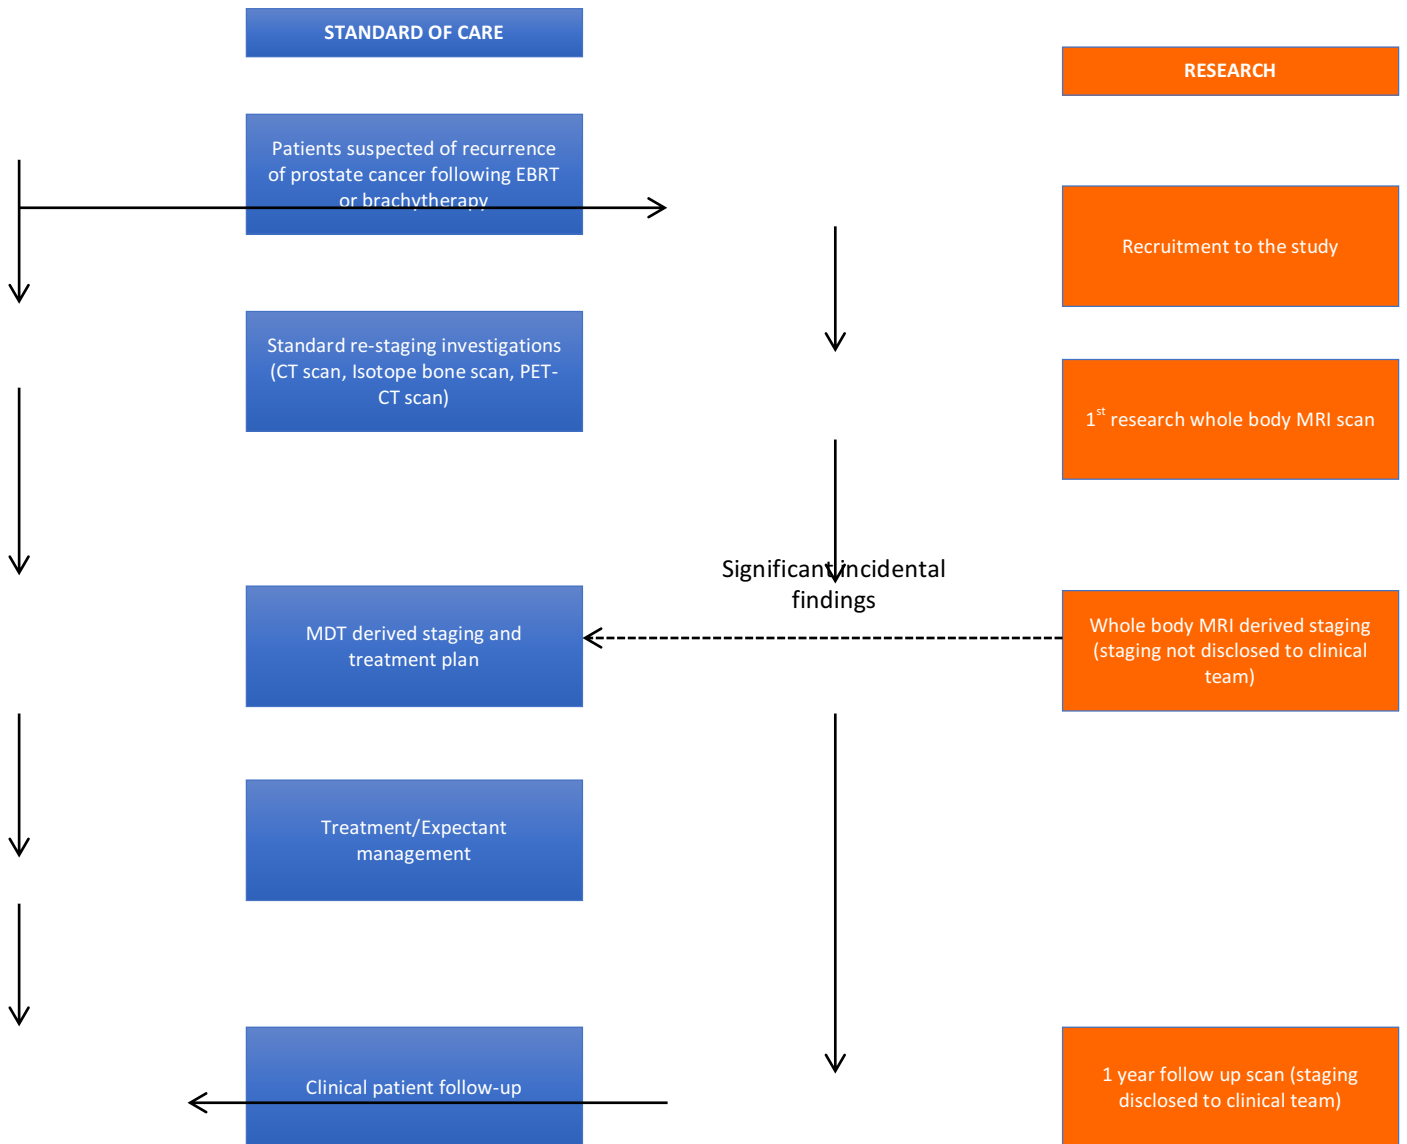 STANDARD OF CARE
RESEARCH
Patients suspected of recurrence
of prostate cancer following EBRT
or brachytherapy
Recruitment to the study
Standard re-staging investigations
(CT scan, Isotope bone scan, PET-
CT scan)
1st research whole body MRI scan
Significant incidental
findings
MDT derived staging and
treatment plan
Whole body MRI derived staging
(staging not disclosed to clinical
team)
Treatment/Expectant
management
Clinical patient follow-up
1 year follow up scan (staging
disclosed to clinical team)